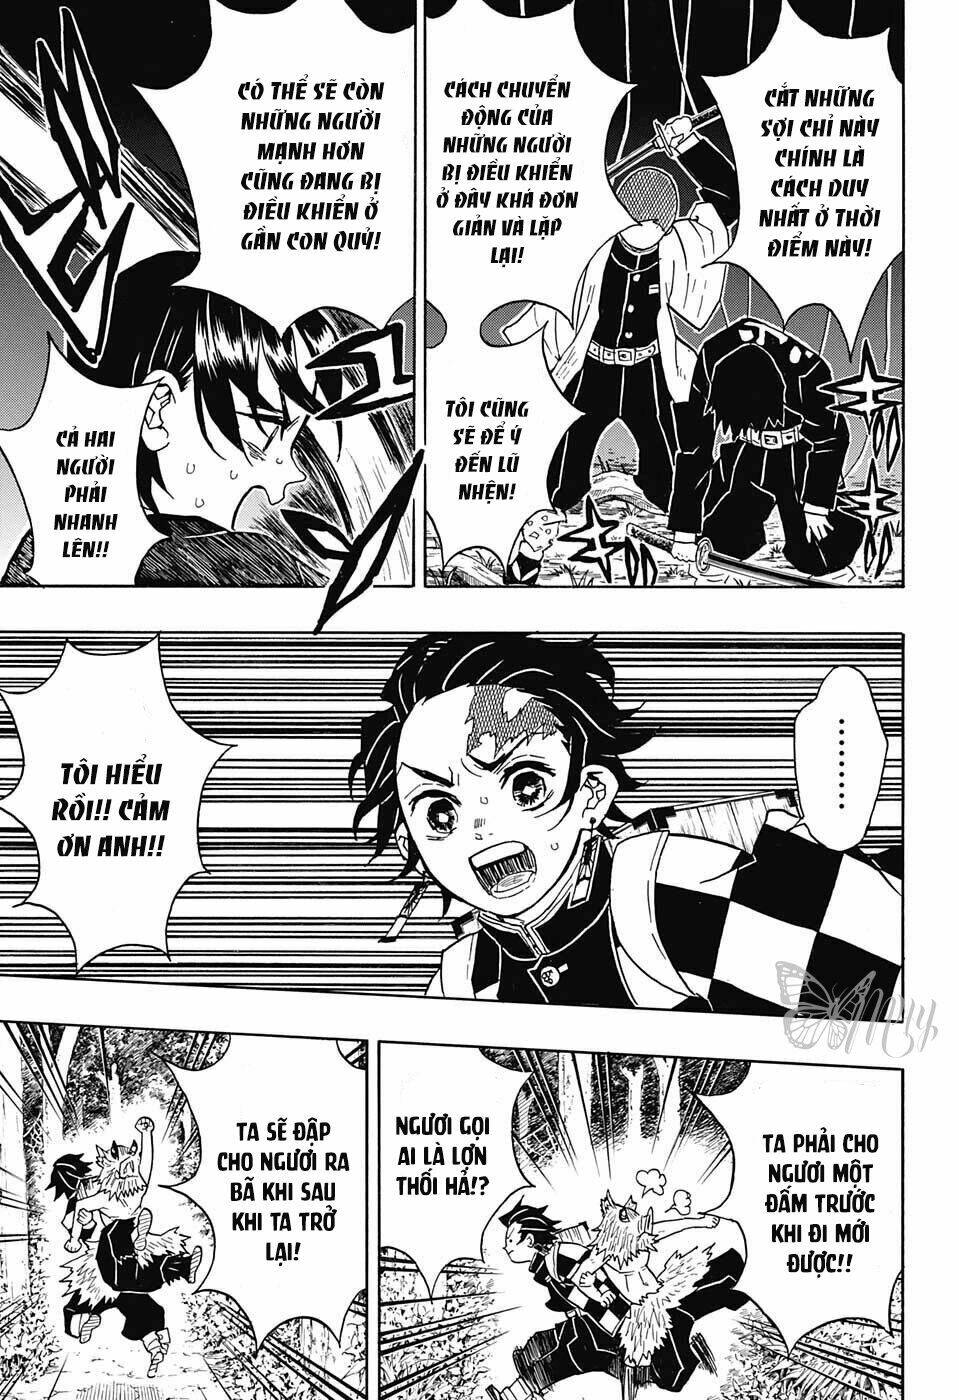 CẮT NHỮNG
SỢI CHỈ NÀY
CHÍNH LÀ
CÁCH DUY
NHẤT Ở THỜI
ĐIỂM NÀY!
CÁCH CHUYỂN
ĐỘNG CỦA
NHỮNG NGƯỜI
BỊ ĐIỀU KHIỂN
Ở ĐÂY KHÁ ĐƠN
GIẢN VÀ LẶP
LẠI!
TÔI CŨNG
SẼ ĐỂ Ý
ĐẾN LŨ
NHỆN!
CÓ THỂ SẼ CÒN
NHỮNG NGƯỜI
MẠNH HƠN
CŨNG ĐANG BỊ
ĐIỀU KHIỂN Ở
GẦN CON QUỶ!
CẢ HAI
NGƯỜI
PHẢI
NHANH
LÊN!!
.........
TÔI HIỂU
RỒI!! CẢM
ƠN ANH!!
TA PHẢI CHO
NGƯƠI MỘT
ĐẤM TRƯỚC
KHI ĐI MỚI
ĐƯỢC!!
NGƯƠI GỌI
AI LÀ LỢN
THỐI HẢ!?
TA SẼ ĐẬP
CHO NGƯƠI RA
BÃ KHI SAU
KHI TA TRỞ
LẠI!